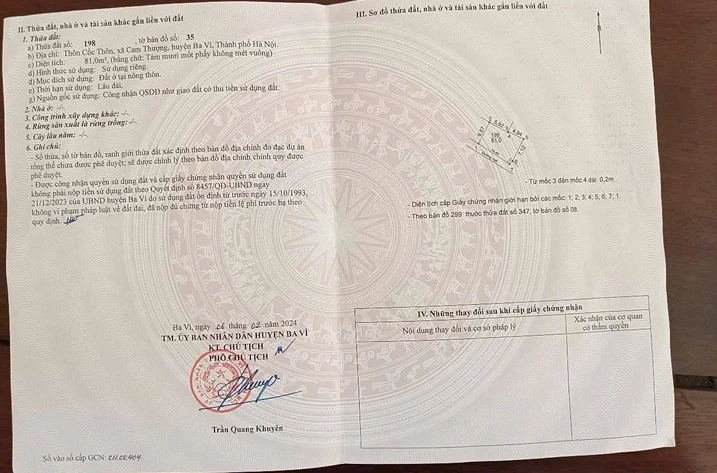 II. Thửa đất, nhà ở và tài sản khác gắn liền với đất
1. Thửa đất:
a) Thửa đất số: 198 , tờ bản đồ số: 35
b) Địa chỉ: Thôn Cốc Thôn, xã Cam Thượng, huyện Ba Vì, Thành phố Hà Nội.
c) Diện tích: 81,0m², (bằng chữ: Tám mươi mốt phẩy không mét vuông)
d) Hình thức sử dụng: Sử dụng riêng.
đ) Mục đích sử dụng: Đất ở tại nông thôn.
e) Thời hạn sử dụng: Lâu dài.
g) Nguồn gốc sử dụng: Công nhận QSDĐ như giao đất có thu tiền sử dụng đất.
2. Nhà ở: -/-.
3. Công trình xây dựng khác: -/-.
4. Rừng sản xuất là rừng trồng: -/-.
5. Cây lâu năm: -/-.
6. Ghi chú:
- Số thửa, số tờ bản đồ, ranh giới thửa đất xác định theo bản đồ địa chính đo đạc dự án
tổng thể chưa được phê duyệt; sẽ được chỉnh lý theo bản đồ địa chính chính quy được
phê duyệt.
- Được công nhận quyền sử dụng đất và cấp giấy chứng nhận quyền sử dụng đất
không phải nộp tiền sử dụng đất theo Quyết định số 8457/QĐ-UBND ngày
21/12/2023 của UBND huyện Ba Vì do sử dụng đất ổn định từ trước ngày 15/10/1993,
không vi phạm pháp luật về đất đai, đã nộp đủ chứng từ nộp tiền lệ phí trước bạ theo
quy định.
Ba Vì, ngày 06 tháng 02 năm 2024
TM. ỦY BAN NHÂN DÂN HUYỆN BA VÌ
KT. CHỦ TỊCH
PHÓ CHỦ TỊCH
Trần Quang Khuyên
Số vào sổ cấp GCN: CH.02.404
III. Sơ đồ thửa đất, nhà ở và tài sản khác gắn liền với đất
B
198
81.0
- Từ mốc 3 đến mốc 4 dài: 0,2m
- Diện tích cấp Giấy chứng nhận giới hạn bởi các mốc: 1; 2; 3; 4; 5; 6; 7; 1.
- Theo bản đồ 299 thuộc thửa đất số 347, tờ bản đồ số 08.
IV. Những thay đổi sau khi cấp giấy chứng nhận
Nội dung thay đổi và cơ sở pháp lý
Xác nhận của cơ quan
có thẩm quyền